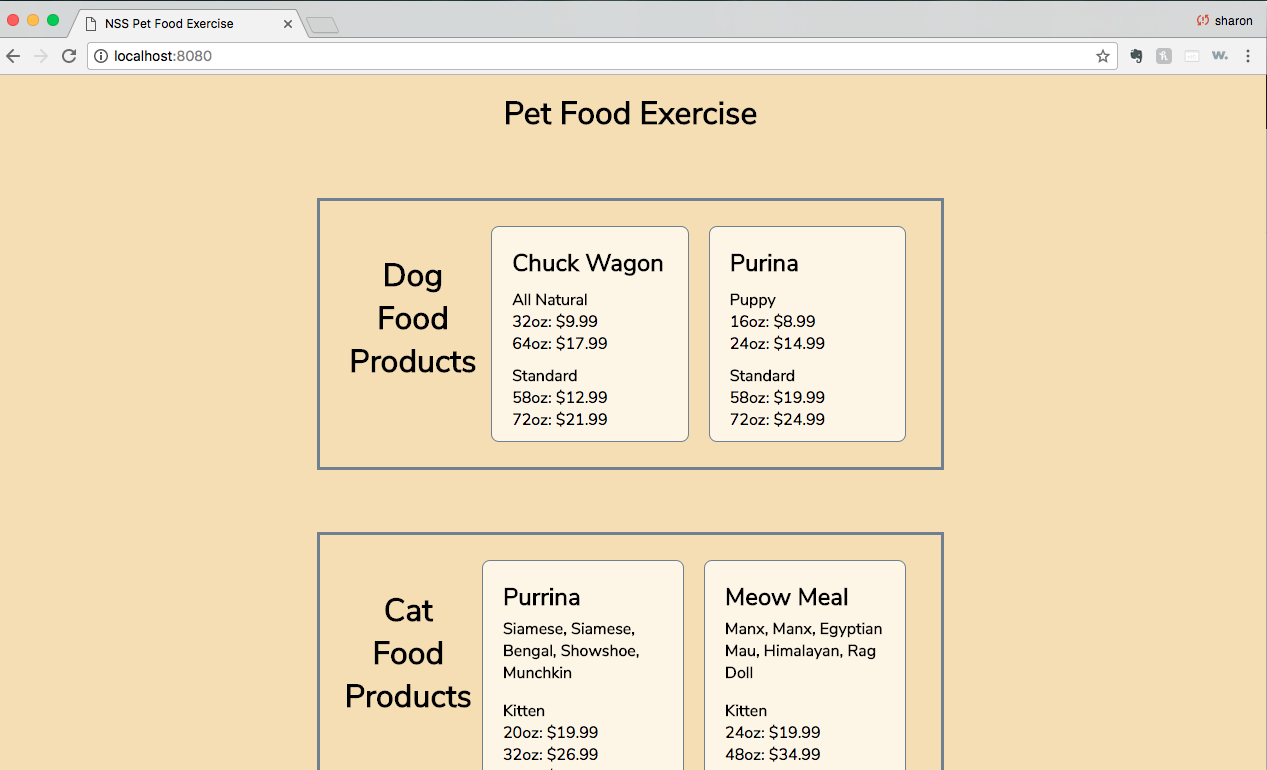 NSS Pet Food Exercise
sharon
localhost:8080
w.
Pet Food Exercise
Dog
Food
Products
Chuck Wagon
All Natural
32oz: $9.99
64oz: $17.99
Standard
58oz: $12.99
72oz: $21.99
Purina
Puppy
16oz: $8.99
24oz: $14.99
Standard
58oz: $19.99
72oz: $24.99
Cat
Food
Products
Purrina
Siamese, Siamese,
Bengal, Showshoe,
Munchkin
Kitten
20oz: $19.99
32oz: $26.99
Meow Meal
Manx, Manx, Egyptian
Mau, Himalayan, Rag
Doll
Kitten
24oz: $19.99
48oz: $34.99